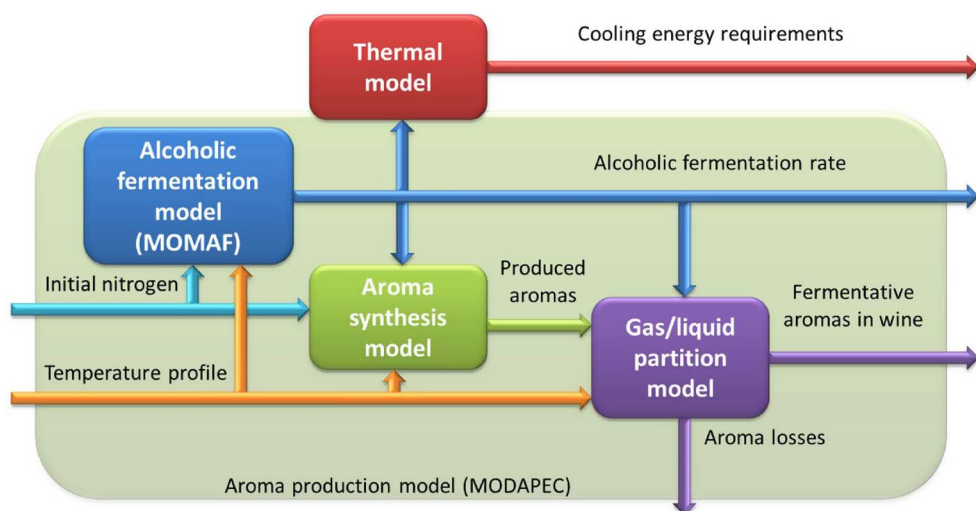 Thermal
model
Cooling energy requirements
Alcoholic
fermentation
model
(MOMAF)
Alcoholic fermentation rate
Initial nitrogen
Aroma
synthesis
model
Produced
aromas
Gas/liquid
partition
model
Fermentative
aromas in wine
Temperature profile
Aroma losses
Aroma production model (MODAPEC)